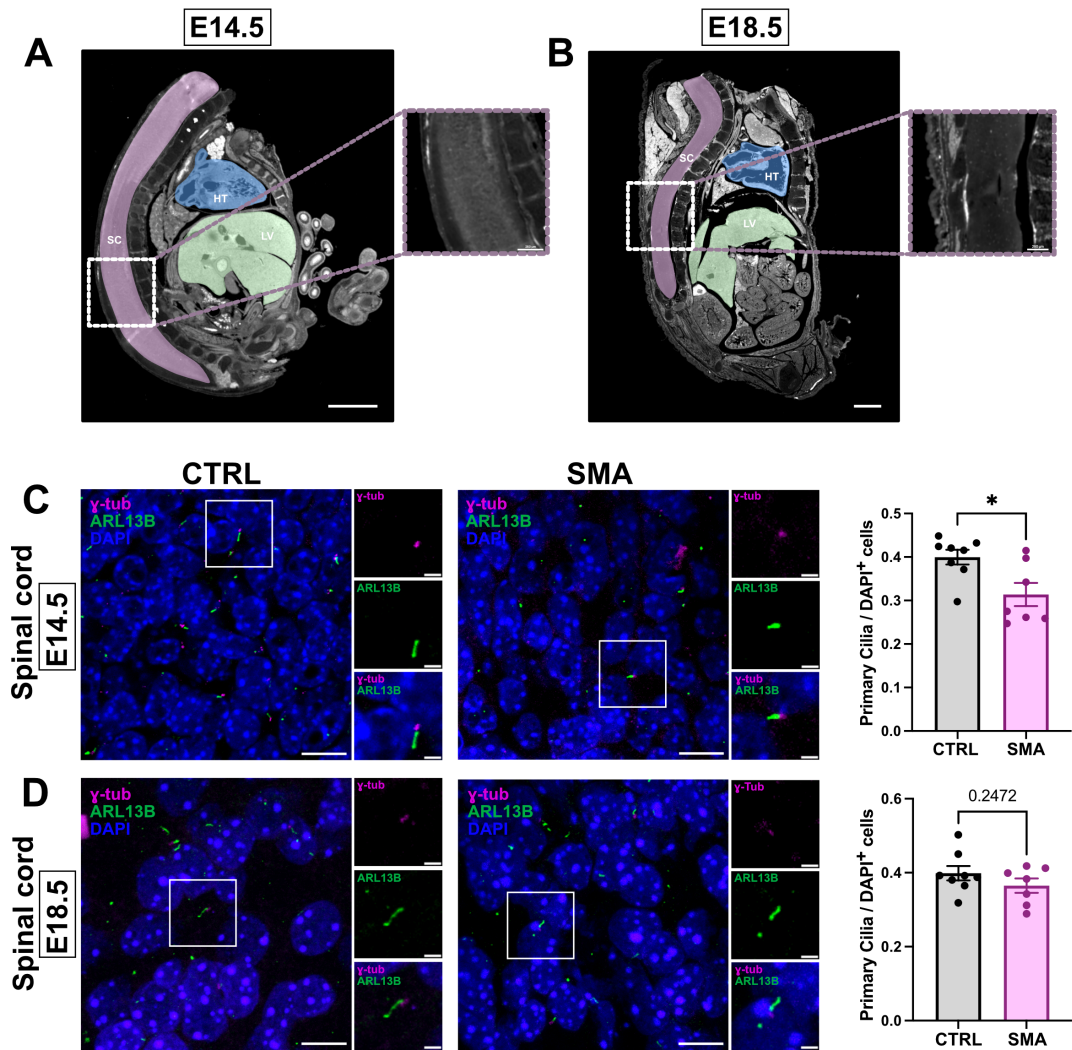 E14.5
E18.5
A
B
SC
HT
LV
SC
HT
LV
200 µm
CTRL
SMA
C
Spinal cord
E14.5
ɣ-tub
ARL13B
DAPI
ɣ-tub
ARL13B
ɣ-tub
ARL13B
ɣ-tub
ARL13B
DAPI
ɣ-tub
ARL13B
ɣ-tub
ARL13B
*
Primary Cilia / DAPI⁺ cells
0.5
0.4
0.3
0.2
0.1
0.0
CTRL
SMA
D
Spinal cord
E18.5
ɣ-tub
ARL13B
DAPI
ɣ-tub
ARL13B
ɣ-tub
ARL13B
ɣ-tub
ARL13B
DAPI
ɣ-Tub
ARL13B
ɣ-tub
ARL13B
0.2472
Primary Cilia / DAPI⁺ cells
0.6
0.4
0.2
0.0
CTRL
SMA